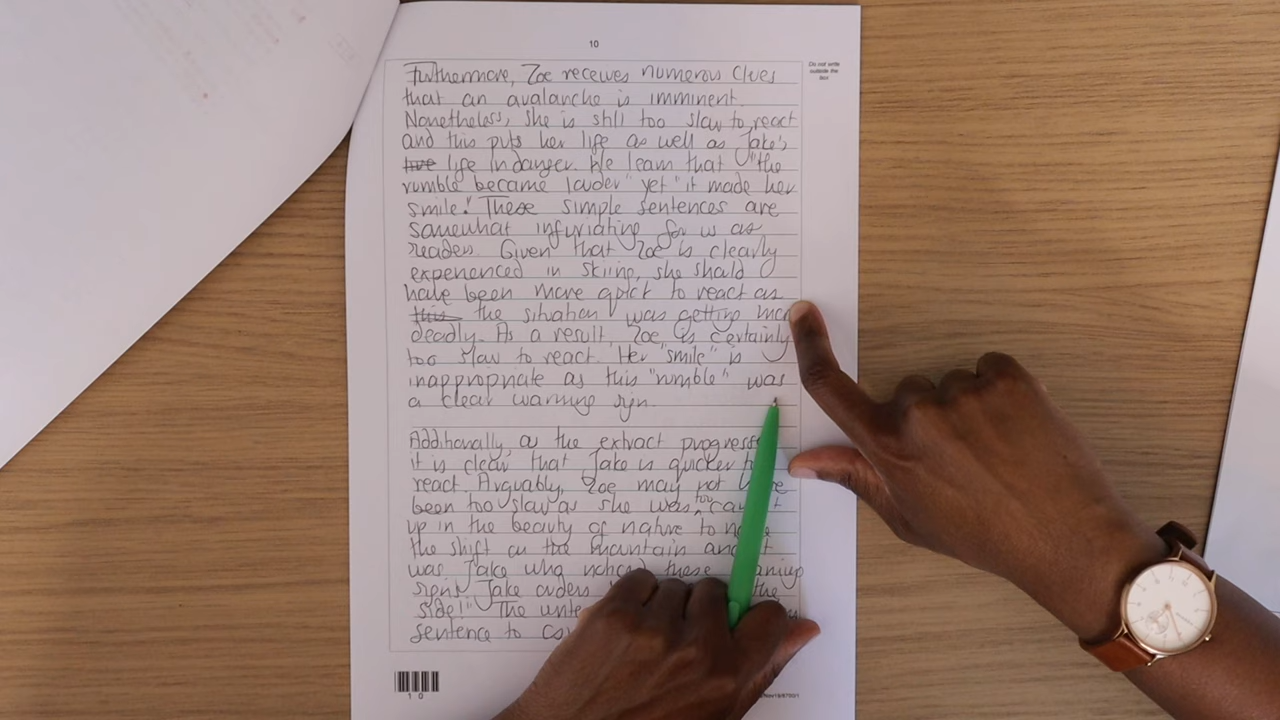 10
Do not write
outside the
box
Furthermore, Zoe receives numerous clues
that an avalanche is imminent.
Nonetheless, she is still too slow to react
and this puts her life as well as Jake's
life in danger. We learn that "the
rumble became louder" yet "it made her
smile." These simple sentences are
somewhat infuriating for us as
readers. Given that Zoe is clearly
experienced in skiing, she should
have been more quick to react as
this the situation was getting more
deadly. As a result, Zoe is certainly
too slow to react. Her "smile" is
inappropriate as this "rumble" was
a clear warning sign.
Additionally, as the extract progresses
it is clear that Jake is quicker to
react. Arguably, Zoe may not have
been too slow as she was too caught
up in the beauty of nature to
the shift on the mountain and it
was Jake who noticed these warning
signs. Jake orders the
side!" The
sentence to
1 0